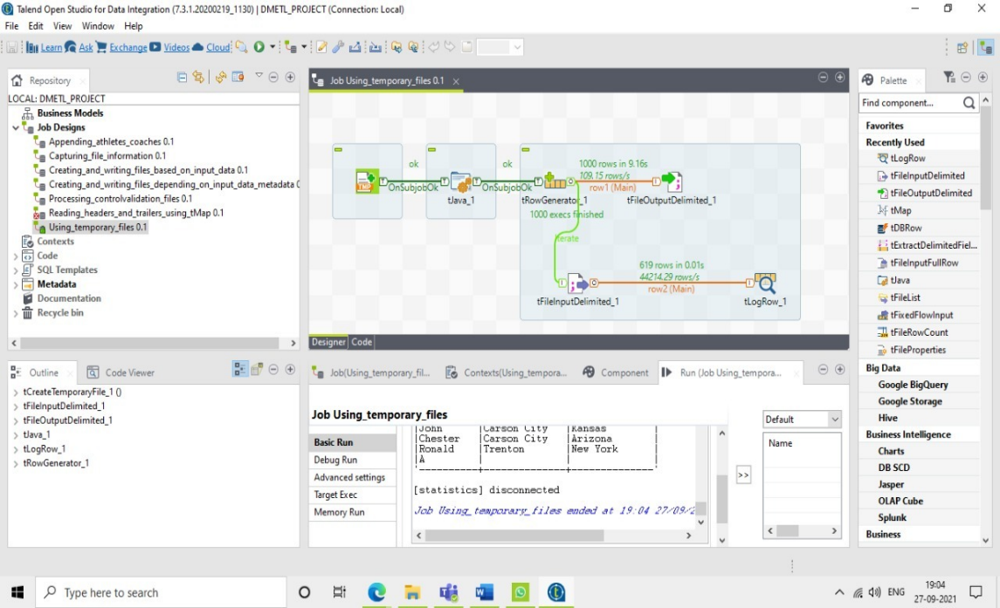 Talend Open Studio for Data Integration (7.3.1.20200219_1130) | DMETL_PROJECT (Connection: Local)
File Edit View Window Help
Learn Ask Exchange Videos Cloud
Repository
LOCAL: DMETL_PROJECT
Business Models
Job Designs
Appending_athletes_coaches 0.1
Capturing_file_information 0.1
Creating_and_writing_files_based_on_input_data 0.1
Creating_and_writing_files_depending_on_input_data_metadata
Processing_controlvalidation_files 0.1
Reading_headers_and_trailers_using_tMap 0.1
Using_temporary_files 0.1
Contexts
Code
SQL Templates
Metadata
Documentation
Recycle bin
Job Using_temporary_files 0.1
ok
ok
1000 rows in 9.16s
109.15 rows/s
row1 (Main)
TMP
OnSubjobOk
OnSubjobOk
tJava_1
tRowGenerator_1
tFileOutputDelimited_1
1000 execs finished
iterate
619 rows in 0.01s
44214.29 rows/s
row2 (Main)
tFileInputDelimited_1
tLogRow_1
Designer Code
Palette
Find component...
Favorites
Recently Used
tLogRow
tFileInputDelimited
tFileOutputDelimited
tMap
tDBRow
tExtractDelimitedFiel...
tFileInputFullRow
tJava
tFileList
tFixedFlowInput
tFileRowCount
tFileProperties
Big Data
Google BigQuery
Google Storage
Hive
Business Intelligence
Charts
DB SCD
Jasper
OLAP Cube
Splunk
Business
Outline
Code Viewer
tCreateTemporaryFile_1 ()
tFileInputDelimited_1
tFileOutputDelimited_1
tJava_1
tLogRow_1
tRowGenerator_1
Job(Using_temporary_fil...
Contexts(Using_tempora...
Component
Run (Job Using_tempora...
Job Using_temporary_files
Basic Run
Debug Run
Advanced settings
Target Exec
Memory Run
|John |Carson City |Kansas |
|Chester |Carson City |Arizona |
|Ronald |Trenton |New York |
|A | | |
[statistics] disconnected
Job Using_temporary_files ended at 19:04 27/09/2
>>
Default
Name
Type here to search
ENG
19:04
27-09-2021